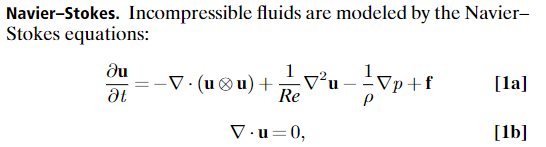 Navier–Stokes. Incompressible fluids are modeled by the Navier–
Stokes equations:
∂u/∂t = −∇ · (u ⊗ u) + 1/Re ∇²u − 1/ρ ∇p + f [1a]
∇ · u = 0, [1b]